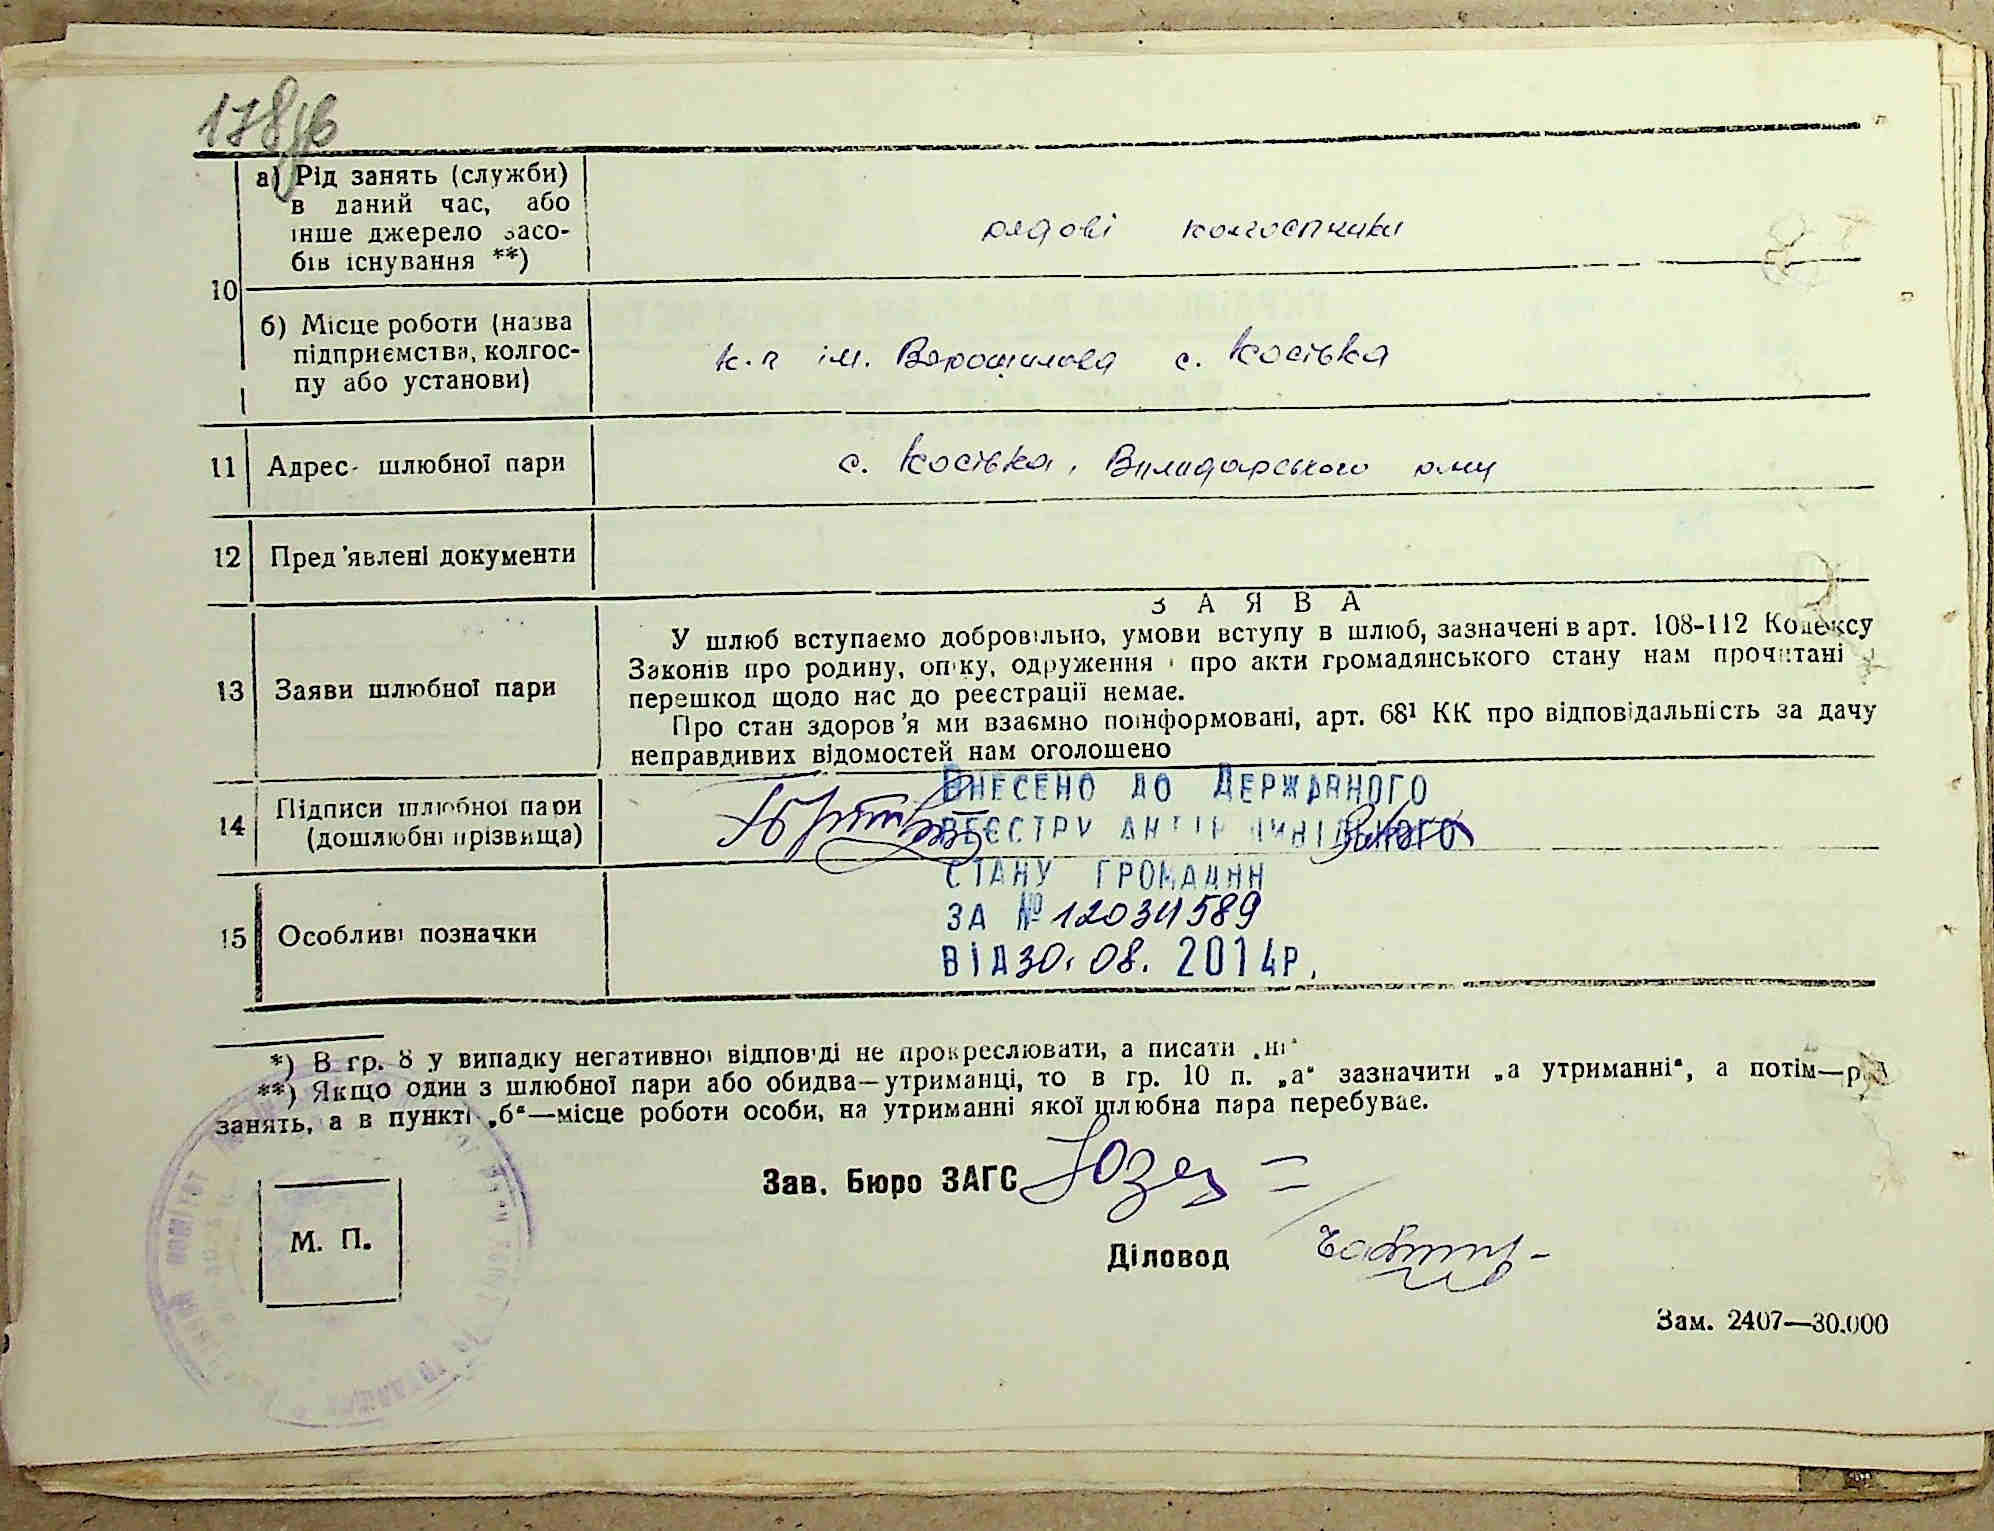 178
а) Рід занять (служби)
в даний час, або
інше джерело засо-
бів існування **)
рядові колгоспники
10
б) Місце роботи (назва
підприємства, колгос-
пу або установи)
к-п ім. Ворошилова с. Косівка
11 Адрес- шлюбної пари
с. Косівка, р-ну
12 Пред'явлені документи
ЗАЯВА
13 Заяви шлюбної пари
У шлюб вступаємо добровільно, умови вступу в шлюб, зазначені в арт. 108-112 Кодексу
Законів про родину, опіку, одруження і про акти громадянського стану нам прочитані і
перешкод щодо нас до реєстрації немає.
Про стан здоров'я ми взаємно поінформовані, арт. 68¹ КК про відповідальність за дачу
неправдивих відомостей нам оголошено
14 Підписи шлюбної пари
(дошлюбні прізвища)
ВНЕСЕНО ДО ДЕРЖАВНОГО
РЕЄСТРУ АКТІВ ЦИВІЛЬНОГО
СТАНУ ГРОМАДЯН
ЗА № 12034589
ВІД 30.08.2014Р.
15 Особливі позначки
*) В гр. 8 у випадку негативної відповіді не прокреслювати, а писати „ні“
**) Якщо один з шлюбної пари або обидва—утриманці, то в гр. 10 п. „а“ зазначити „а утриманні“, а потім—рід
занять, а в пункті „б“—місце роботи особи, на утриманні якої шлюбна пара перебуває.
Зав. Бюро ЗАГС
М. П.
Діловод
Зам. 2407—30.000